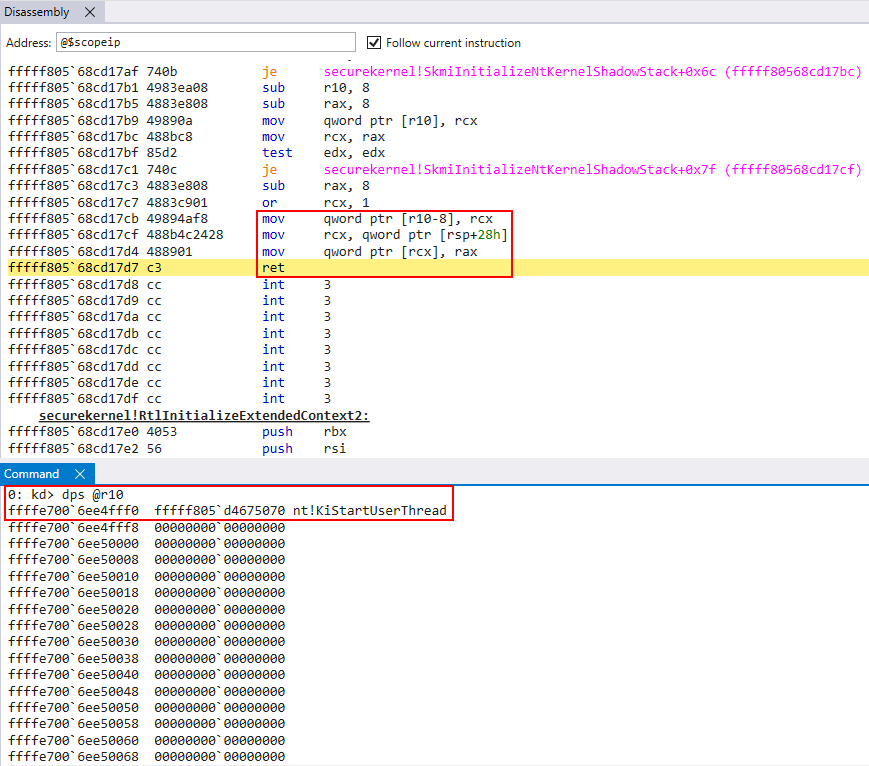 Disassembly X
Address: @$scopeip Follow current instruction
fffff805`68cd17af 740b je securekernel!SkmiInitializeNtKernelShadowStack+0x6c (fffff80568cd17bc)
fffff805`68cd17b1 4983ea08 sub r10, 8
fffff805`68cd17b5 4883e808 sub rax, 8
fffff805`68cd17b9 49890a mov qword ptr [r10], rcx
fffff805`68cd17bc 488bc8 mov rcx, rax
fffff805`68cd17bf 85d2 test edx, edx
fffff805`68cd17c1 740c je securekernel!SkmiInitializeNtKernelShadowStack+0x7f (fffff80568cd17cf)
fffff805`68cd17c3 4883e808 sub rax, 8
fffff805`68cd17c7 4883c901 or rcx, 1
fffff805`68cd17cb 49894af8 mov qword ptr [r10-8], rcx
fffff805`68cd17cf 488b4c2428 mov rcx, qword ptr [rsp+28h]
fffff805`68cd17d4 488901 mov qword ptr [rcx], rax
fffff805`68cd17d7 c3 ret
fffff805`68cd17d8 cc int 3
fffff805`68cd17d9 cc int 3
fffff805`68cd17da cc int 3
fffff805`68cd17db cc int 3
fffff805`68cd17dc cc int 3
fffff805`68cd17dd cc int 3
fffff805`68cd17de cc int 3
fffff805`68cd17df cc int 3
securekernel!RtlInitializeExtendedContext2:
fffff805`68cd17e0 4053 push rbx
fffff805`68cd17e2 56 push rsi
Command X
0: kd> dps @r10
ffffe700`6ee4fff0 fffff805`d4675070 nt!KiStartUserThread
ffffe700`6ee4fff8 00000000`00000000
ffffe700`6ee50000 00000000`00000000
ffffe700`6ee50008 00000000`00000000
ffffe700`6ee50010 00000000`00000000
ffffe700`6ee50018 00000000`00000000
ffffe700`6ee50020 00000000`00000000
ffffe700`6ee50028 00000000`00000000
ffffe700`6ee50030 00000000`00000000
ffffe700`6ee50038 00000000`00000000
ffffe700`6ee50040 00000000`00000000
ffffe700`6ee50048 00000000`00000000
ffffe700`6ee50050 00000000`00000000
ffffe700`6ee50058 00000000`00000000
ffffe700`6ee50060 00000000`00000000
ffffe700`6ee50068 00000000`00000000